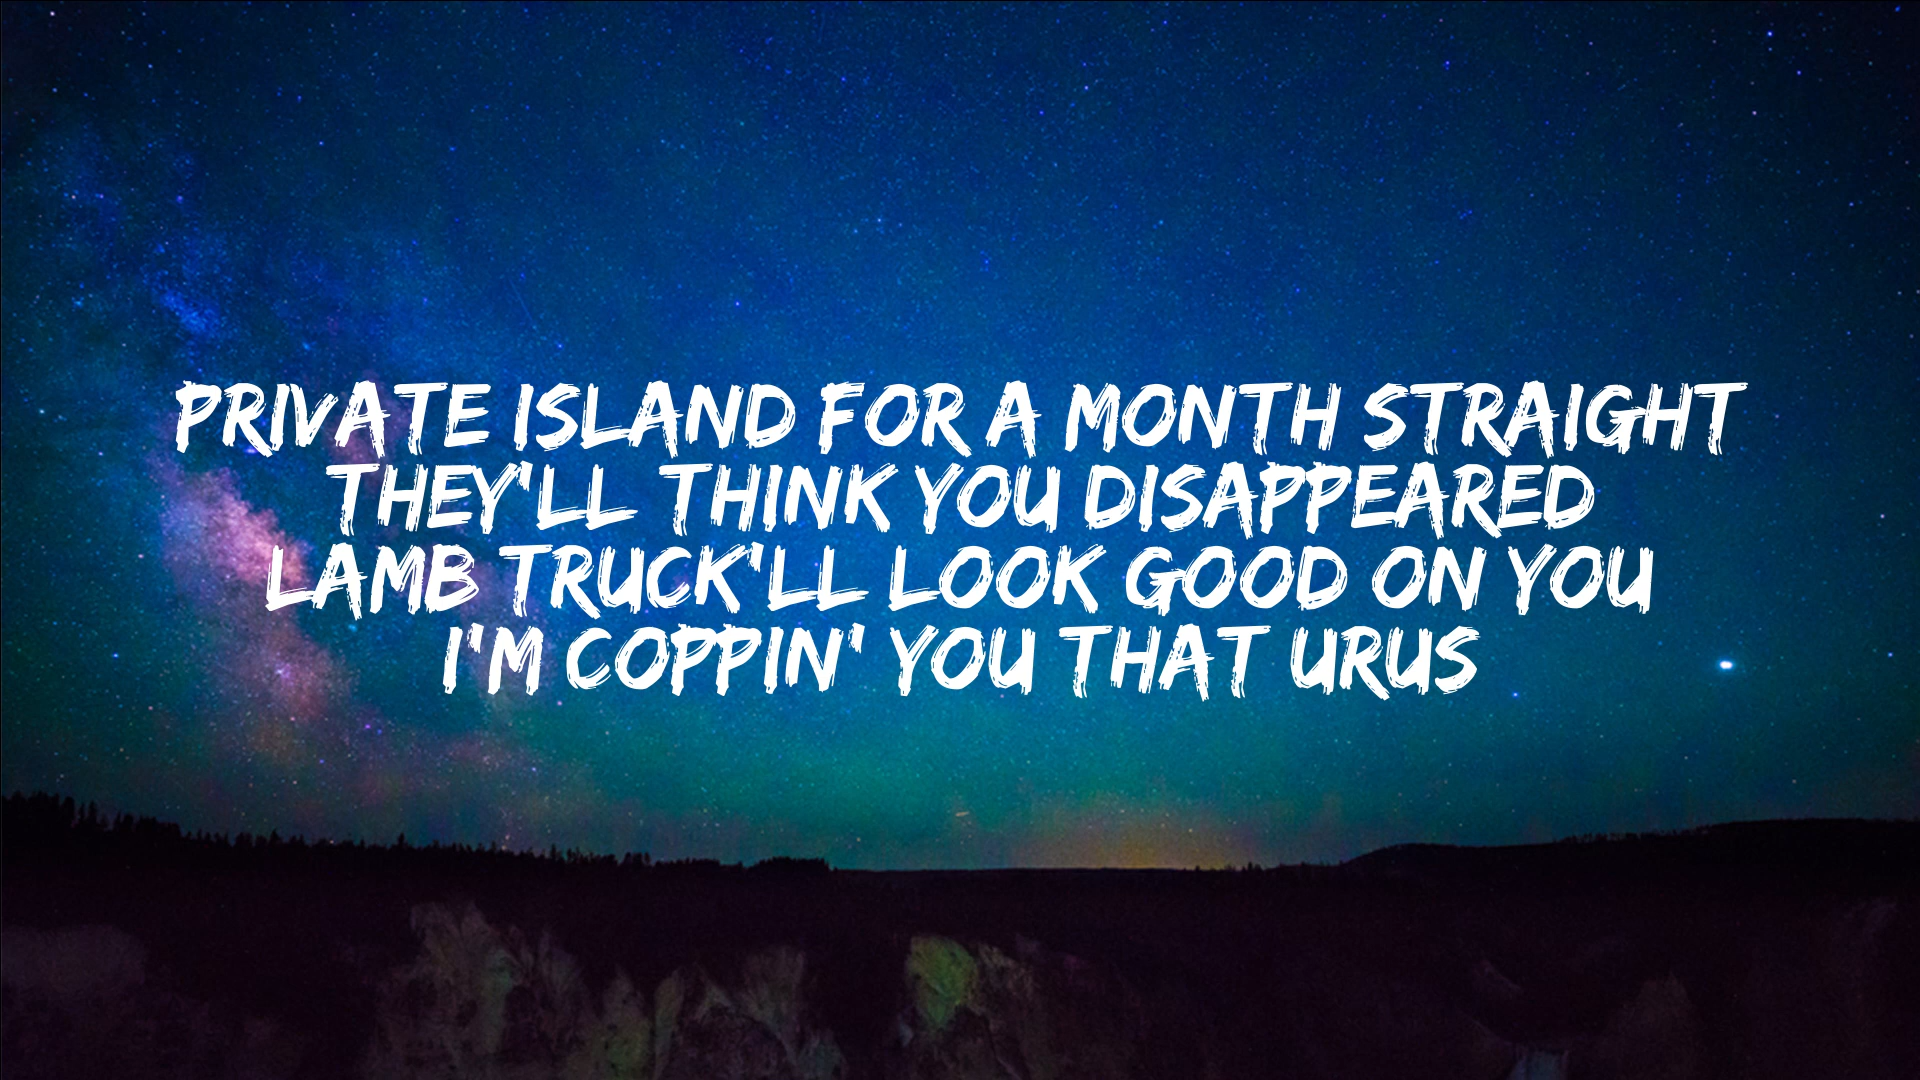 PRIVATE ISLAND FOR A MONTH STRAIGHT
THEY'LL THINK YOU DISAPPEARED
LAMB TRUCK'LL LOOK GOOD ON YOU
I'M COPPIN' YOU THAT URUS